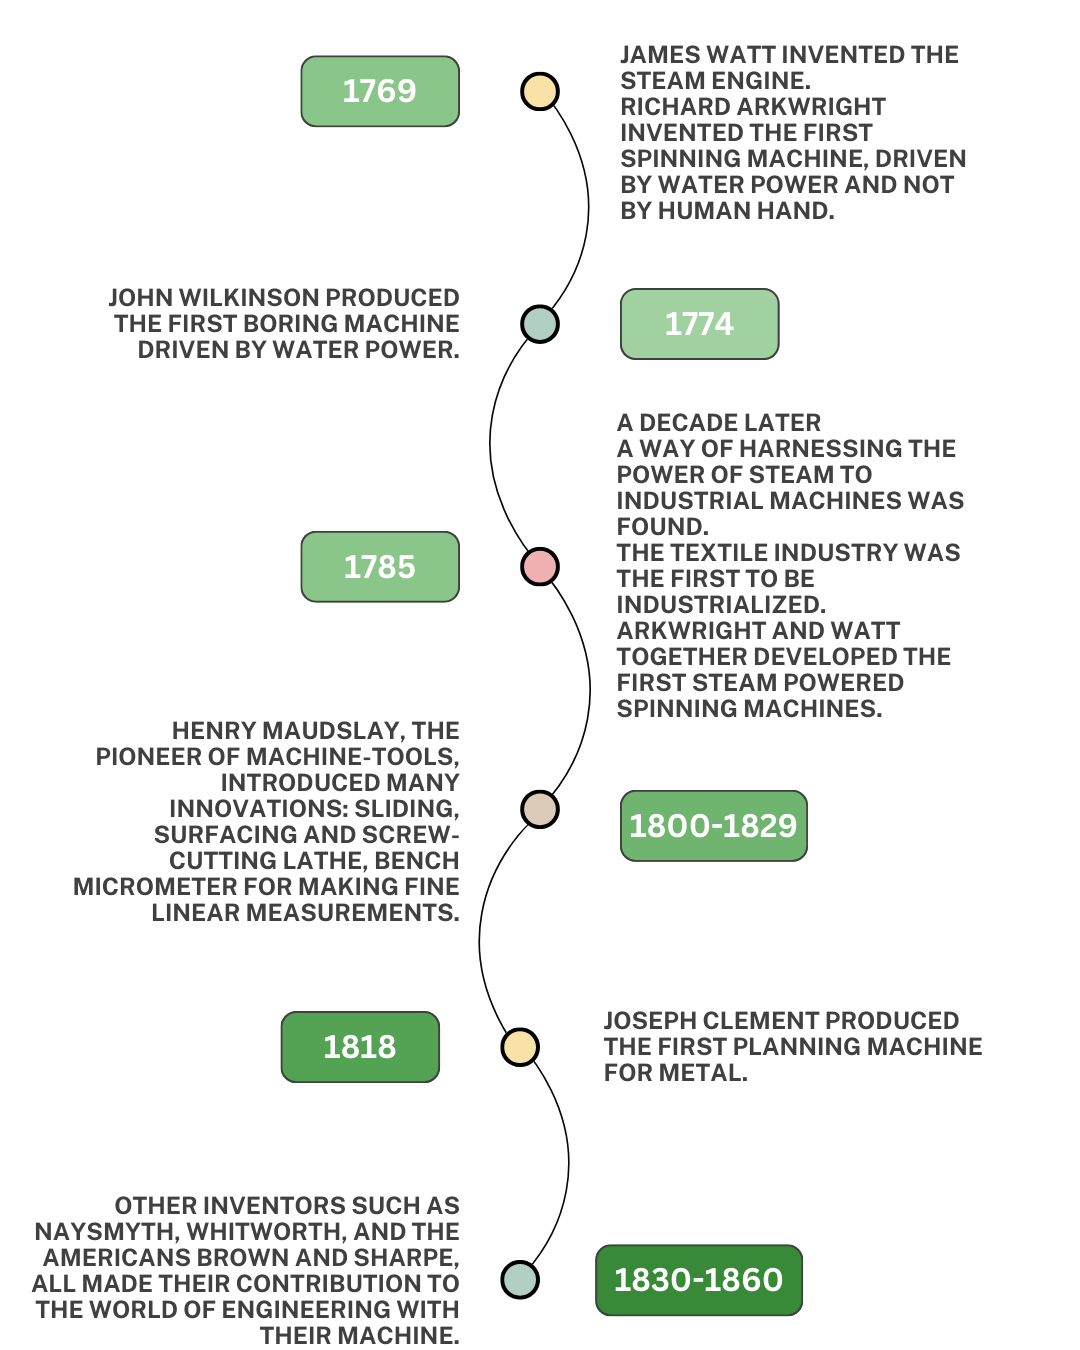 1769
JAMES WATT INVENTED THE
STEAM ENGINE.
RICHARD ARKWRIGHT
INVENTED THE FIRST
SPINNING MACHINE, DRIVEN
BY WATER POWER AND NOT
BY HUMAN HAND.
JOHN WILKINSON PRODUCED
THE FIRST BORING MACHINE
DRIVEN BY WATER POWER.
1774
1785
A DECADE LATER
A WAY OF HARNESSING THE
POWER OF STEAM TO
INDUSTRIAL MACHINES WAS
FOUND.
THE TEXTILE INDUSTRY WAS
THE FIRST TO BE
INDUSTRIALIZED.
ARKWRIGHT AND WATT
TOGETHER DEVELOPED THE
FIRST STEAM POWERED
SPINNING MACHINES.
HENRY MAUDSLAY, THE
PIONEER OF MACHINE-TOOLS,
INTRODUCED MANY
INNOVATIONS: SLIDING,
SURFACING AND SCREW-
CUTTING LATHE, BENCH
MICROMETER FOR MAKING FINE
LINEAR MEASUREMENTS.
1800-1829
1818
JOSEPH CLEMENT PRODUCED
THE FIRST PLANNING MACHINE
FOR METAL.
OTHER INVENTORS SUCH AS
NAYSMYTH, WHITWORTH, AND THE
AMERICANS BROWN AND SHARPE,
ALL MADE THEIR CONTRIBUTION TO
THE WORLD OF ENGINEERING WITH
THEIR MACHINE.
1830-1860